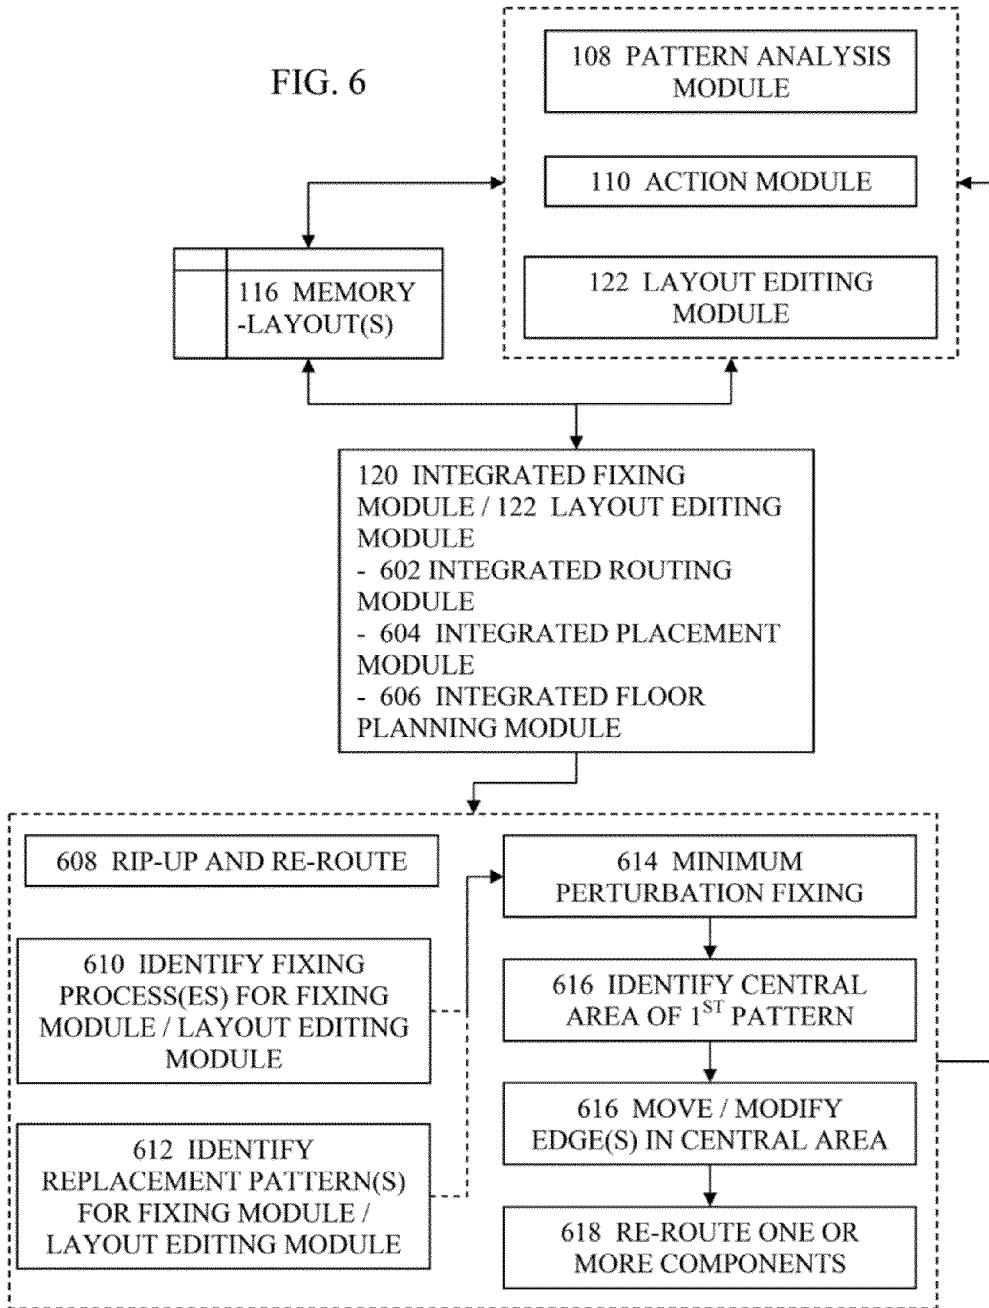 FIG. 6
108 PATTERN ANALYSIS
MODULE
110 ACTION MODULE
122 LAYOUT EDITING
MODULE
116 MEMORY
-LAYOUT(S)
120 INTEGRATED FIXING
MODULE / 122 LAYOUT EDITING
MODULE
- 602 INTEGRATED ROUTING
MODULE
- 604 INTEGRATED PLACEMENT
MODULE
- 606 INTEGRATED FLOOR
PLANNING MODULE
608 RIP-UP AND RE-ROUTE
610 IDENTIFY FIXING
PROCESS(ES) FOR FIXING
MODULE / LAYOUT EDITING
MODULE
612 IDENTIFY
REPLACEMENT PATTERN(S)
FOR FIXING MODULE /
LAYOUT EDITING MODULE
614 MINIMUM
PERTURBATION FIXING
616 IDENTIFY CENTRAL
AREA OF 1ST PATTERN
616 MOVE / MODIFY
EDGE(S) IN CENTRAL AREA
618 RE-ROUTE ONE OR
MORE COMPONENTS